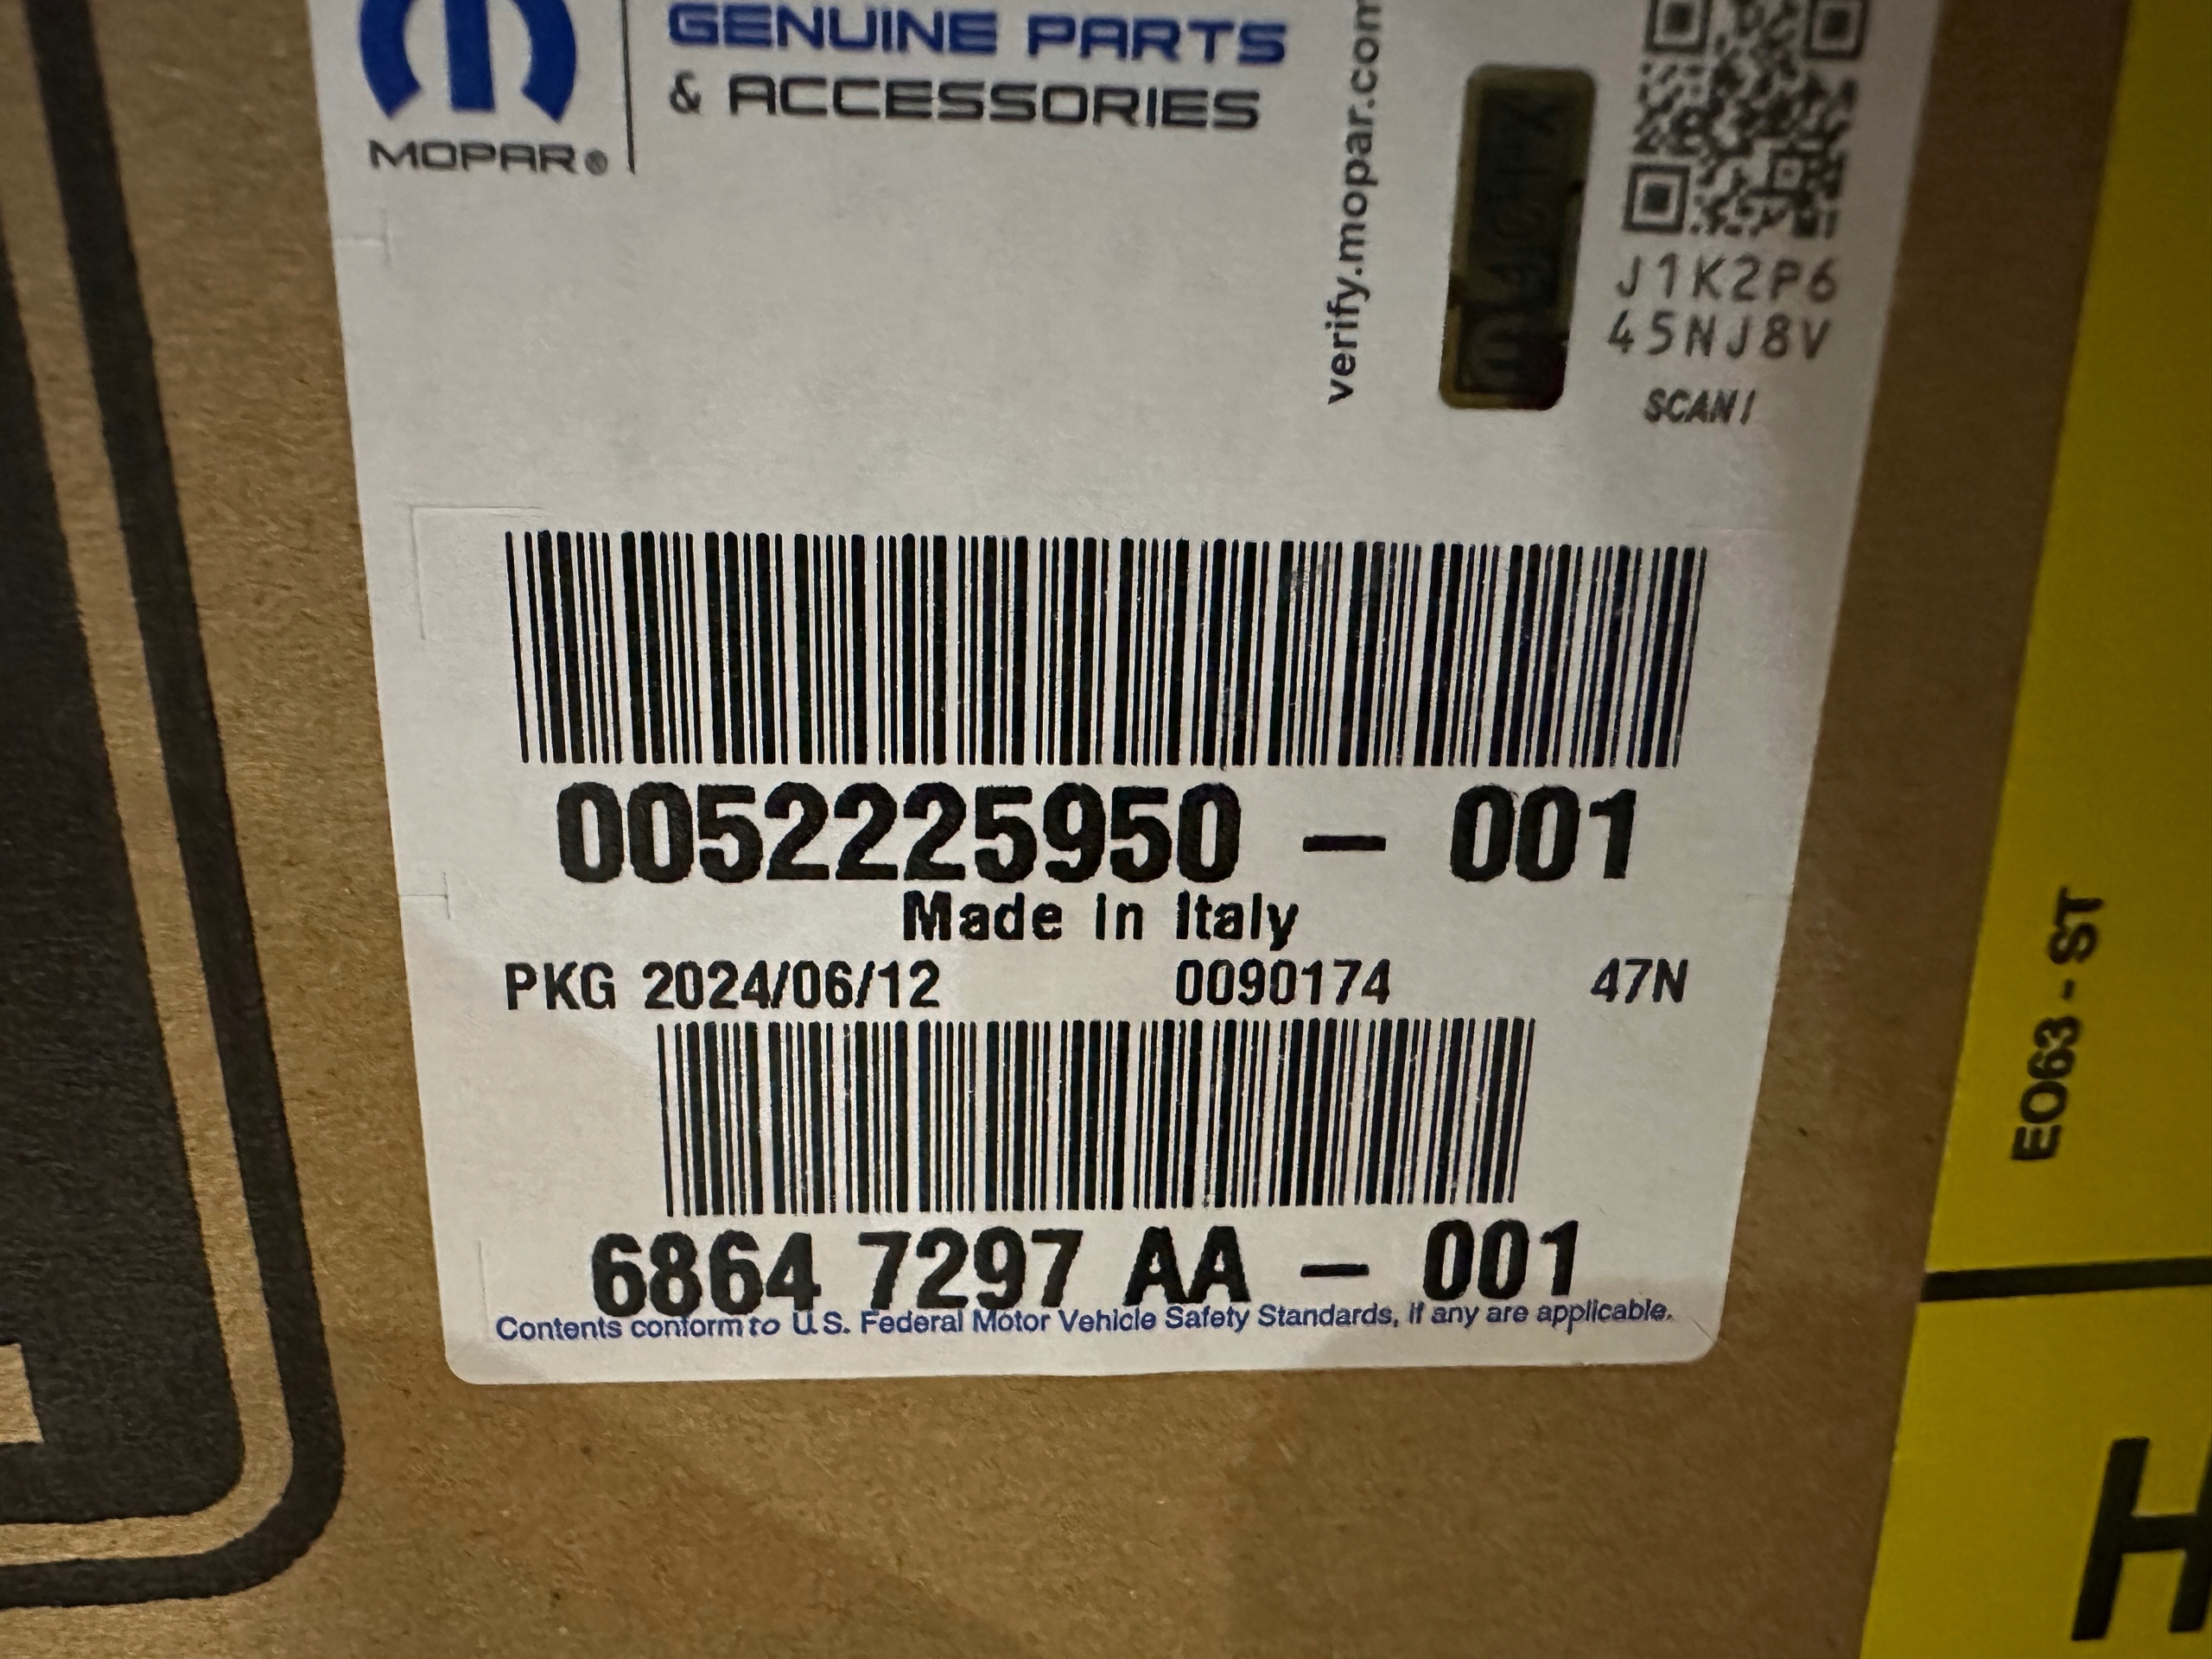 GENUINE PARTS
& ACCESSORIES
MOPAR®
verify.mopar.com
J1K2P6
45NJ8V
SCAN!
0052225950 – 001
Made in Italy
PKG 2024/06/12 0090174 47N
6864 7297 AA – 001
Contents conform to U.S. Federal Motor Vehicle Safety Standards, if any are applicable.
EO63 - ST
H